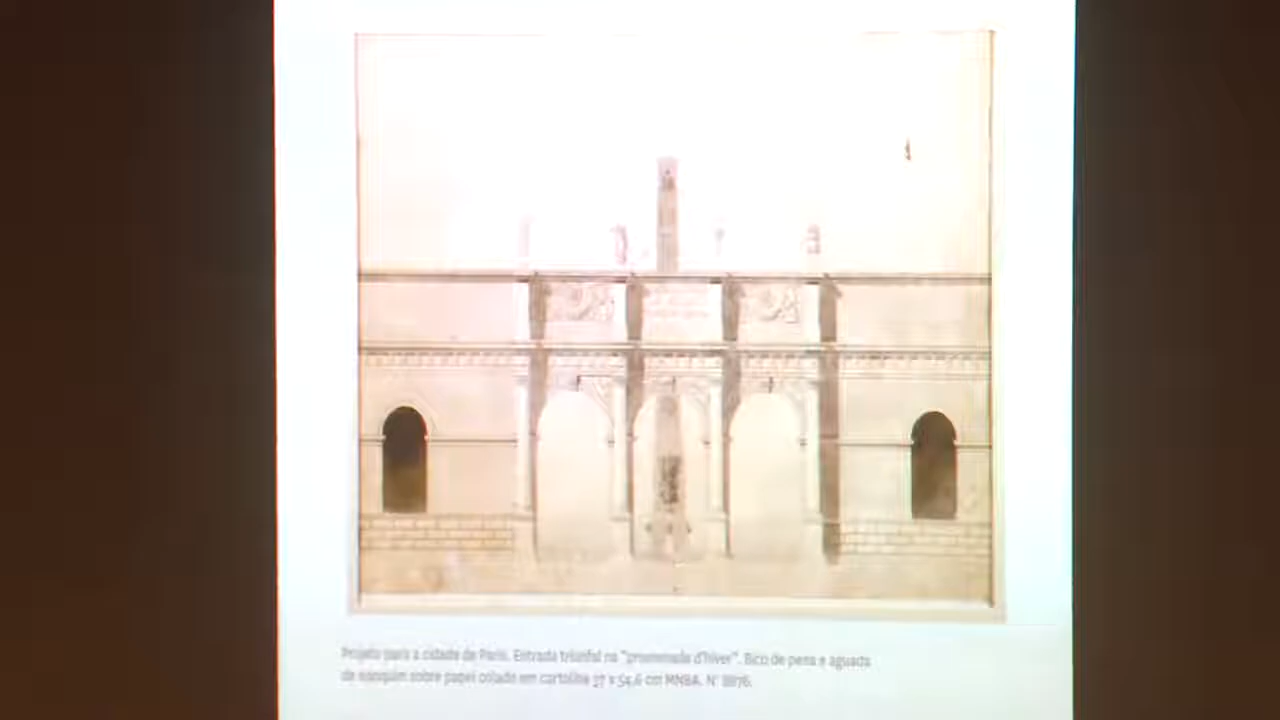 Projeto para a cidade de Paris. Entrada triunfal na "promenade d'hiver". Bico de pena e aguada
de nanquim sobre papel colado em cartolina 37 x 54,6 cm MNBA. Nº